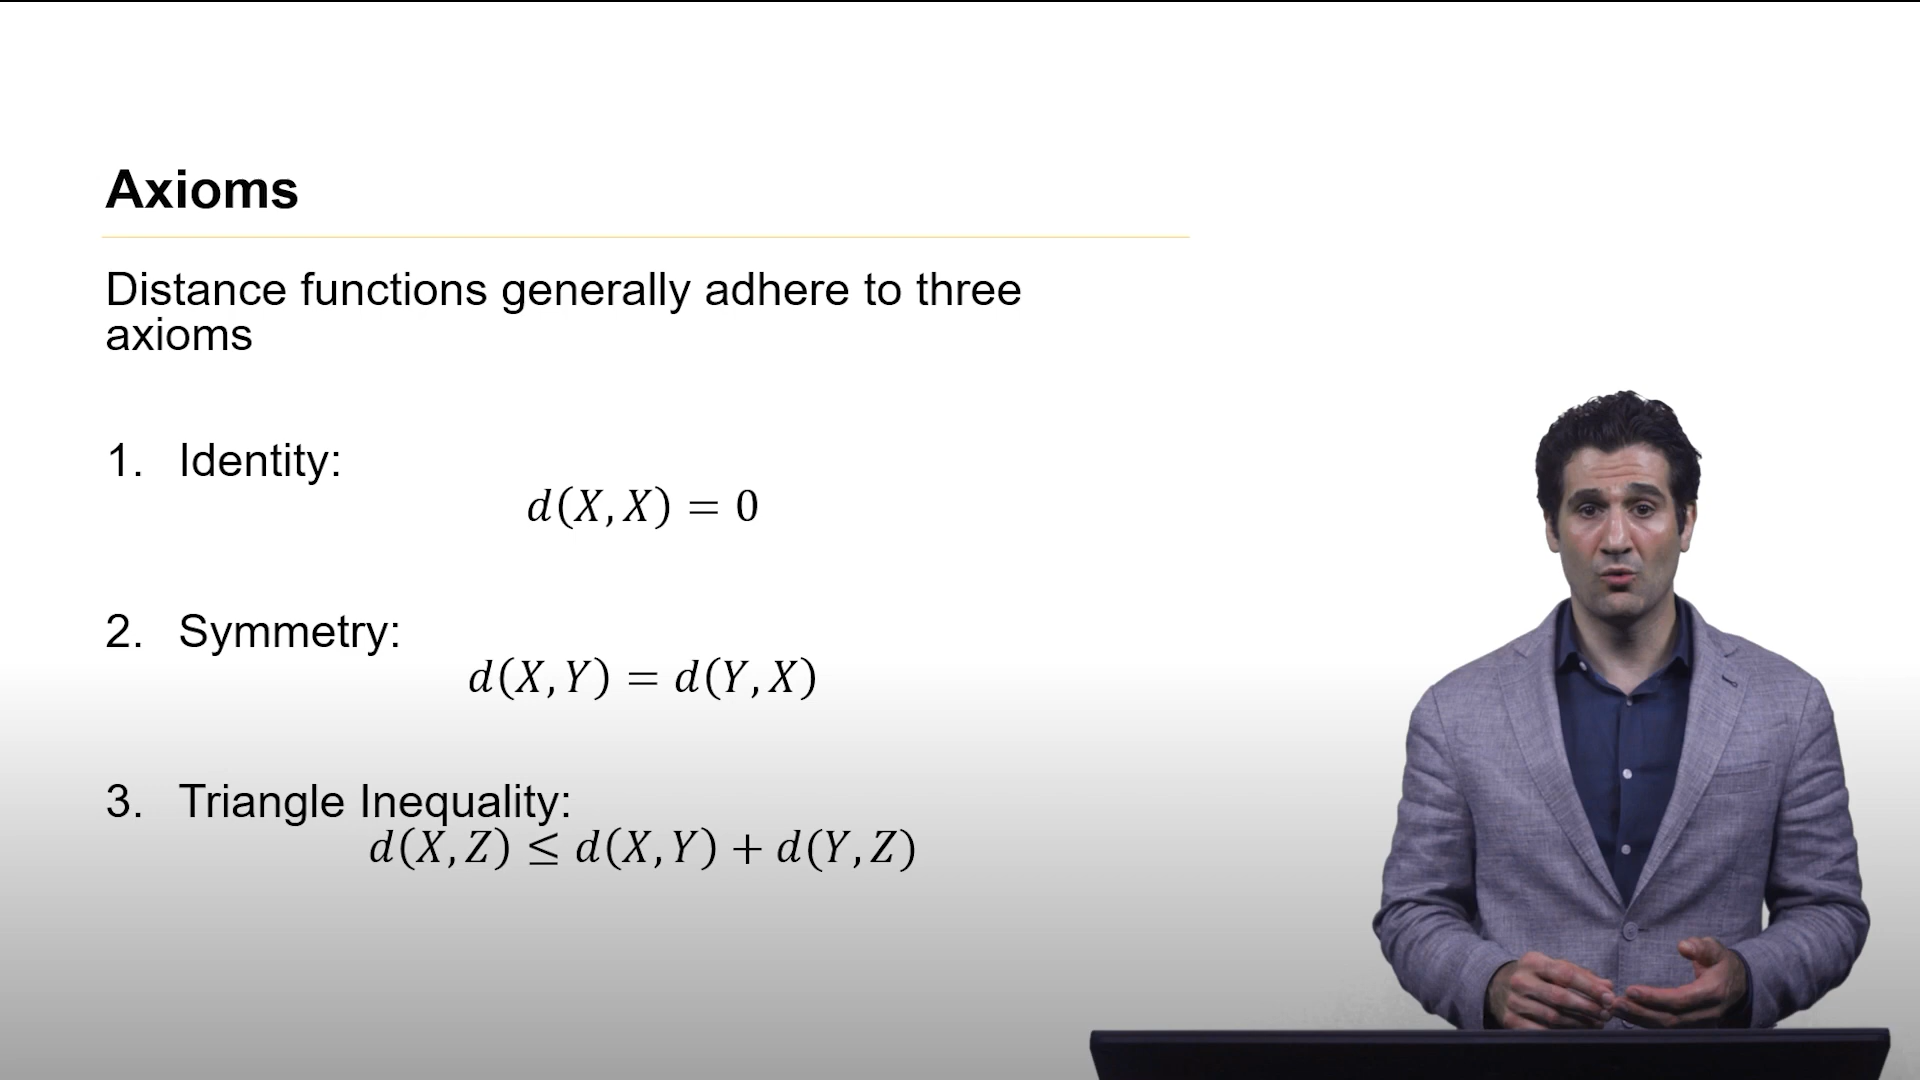 Axioms
Distance functions generally adhere to three
axioms
1. Identity:
d(X, X) = 0
2. Symmetry:
d(X, Y) = d(Y, X)
3. Triangle Inequality:
d(X, Z) ≤ d(X, Y) + d(Y, Z)